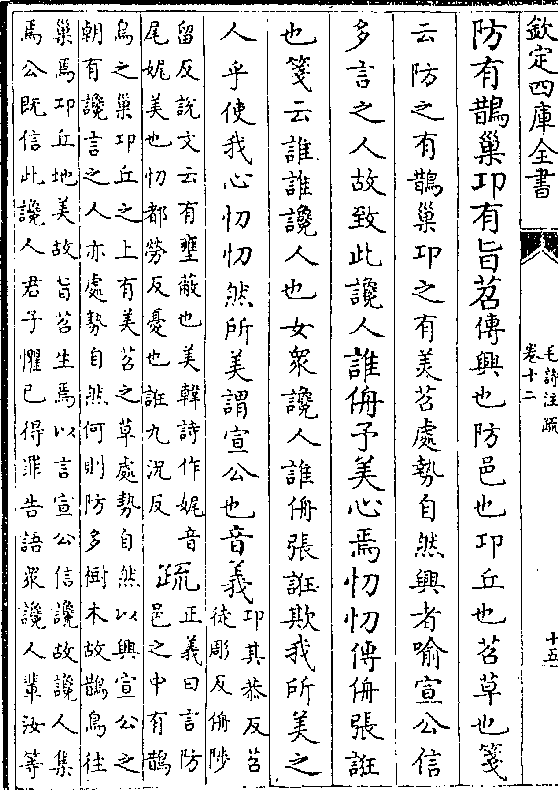 欽定四庫全書
毛詩注疏
卷十二
十五
防有鵲巢卭有旨苕傳興也防邑也卭丘也苕草也箋
云防之有鵲巢卭之有美苕處勢自然興者喻宣公信
多言之人故致此讒人誰侜予美心焉忉忉傳侜張誑
也箋云誰誰讒人也女衆讒人誰侜張誑欺我所美之
人乎使我心忉忉然所美謂宣公也音義
卭其恭反苕
徒彫反侜陟
留反說文云有壅蔽也美韓詩作娓音
尾娓美也忉都勞反憂也誑九況反
疏
正義曰言防
邑之中有鵲
鳥之巢卭丘之上有美苕之草處勢自然以興宣公之
朝有讒言之人亦處勢自然何則防多樹木故鵲鳥往
巢焉卭丘地美故旨苕生焉以言宣公信讒故讒人集
焉公既信此讒人君子懼已得罪告語衆讒人輩汝等